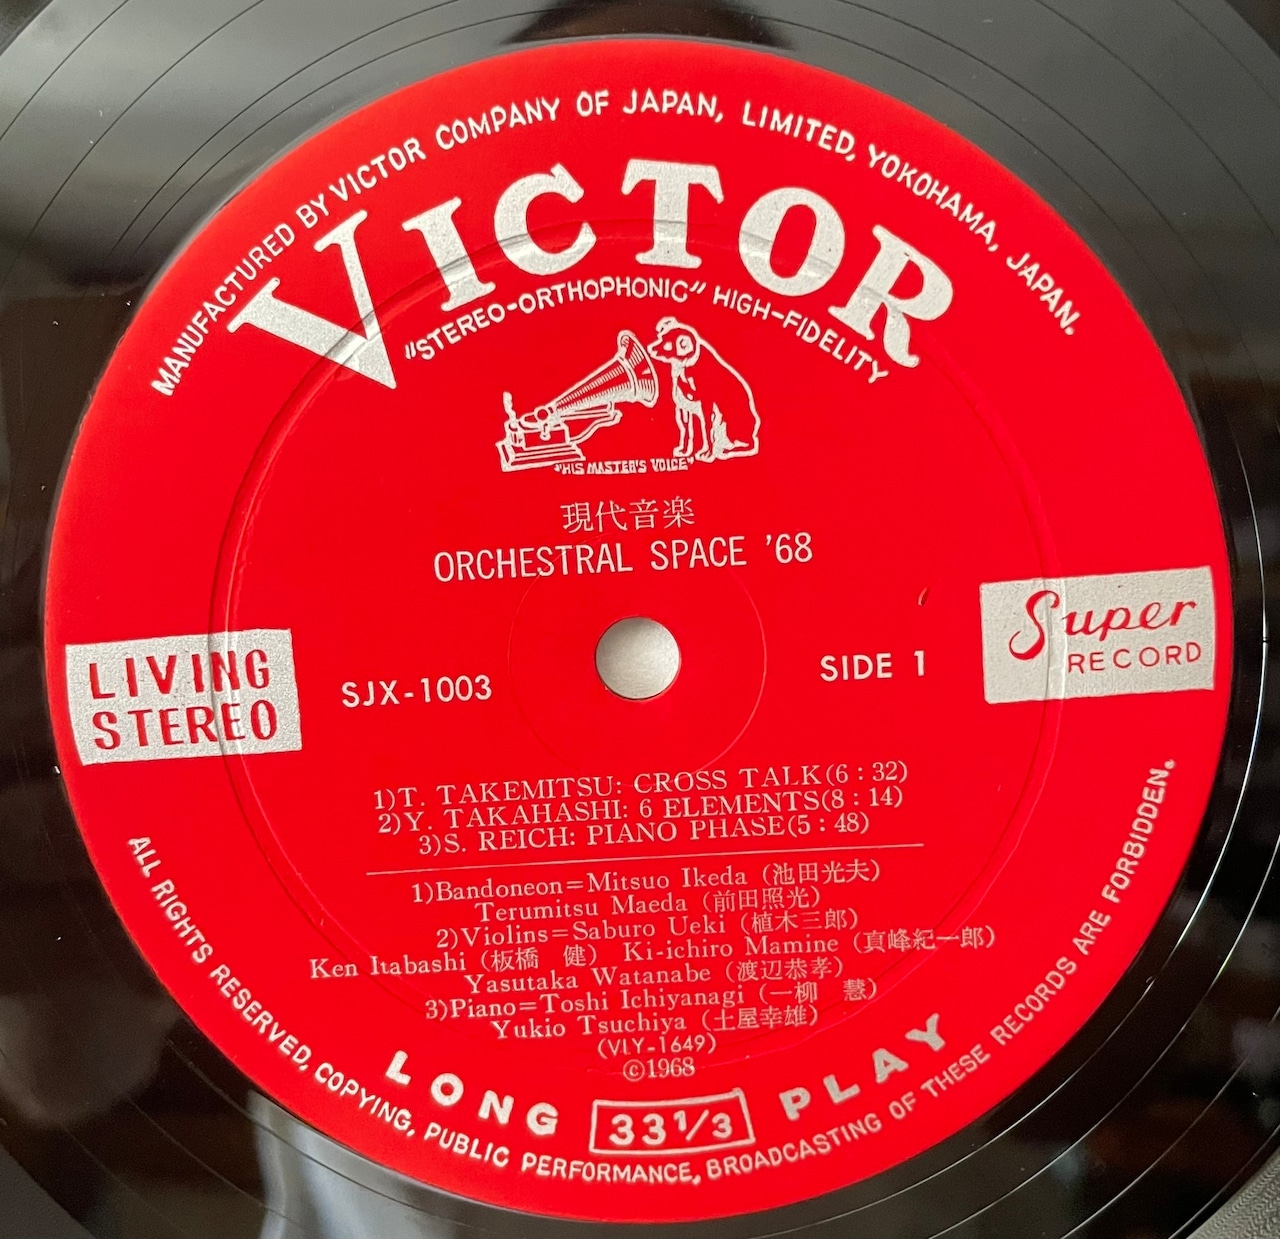 MANUFACTURED BY VICTOR COMPANY OF JAPAN, LIMITED, YOKOHAMA, JAPAN.
VICTOR
"STEREO-ORTHOPHONIC" HIGH-FIDELITY
"HIS MASTER'S VOICE"
現代音楽
ORCHESTRAL SPACE '68
LIVING
STEREO
SJX-1003
SIDE 1
Super
RECORD
1)T. TAKEMITSU: CROSS TALK(6:32)
2)Y. TAKAHASHI: 6 ELEMENTS(8:14)
3)S. REICH: PIANO PHASE(5:48)
1)Bandoneon=Mitsuo Ikeda (池田光夫)
Terumitsu Maeda (前田照光)
2)Violins=Saburo Ueki (植木三郎)
Ken Itabashi (板橋　健) Ki-ichiro Mamine (真峰紀一郎)
Yasutaka Watanabe (渡辺恭孝)
3)Piano=Toshi Ichiyanagi (一柳　慧)
Yukio Tsuchiya (土屋幸雄)
(VLY-1649)
©1968
LONG 33 1/3 PLAY
ALL RIGHTS RESERVED, COPYING, PUBLIC PERFORMANCE, BROADCASTING OF THESE RECORDS ARE FORBIDDEN.